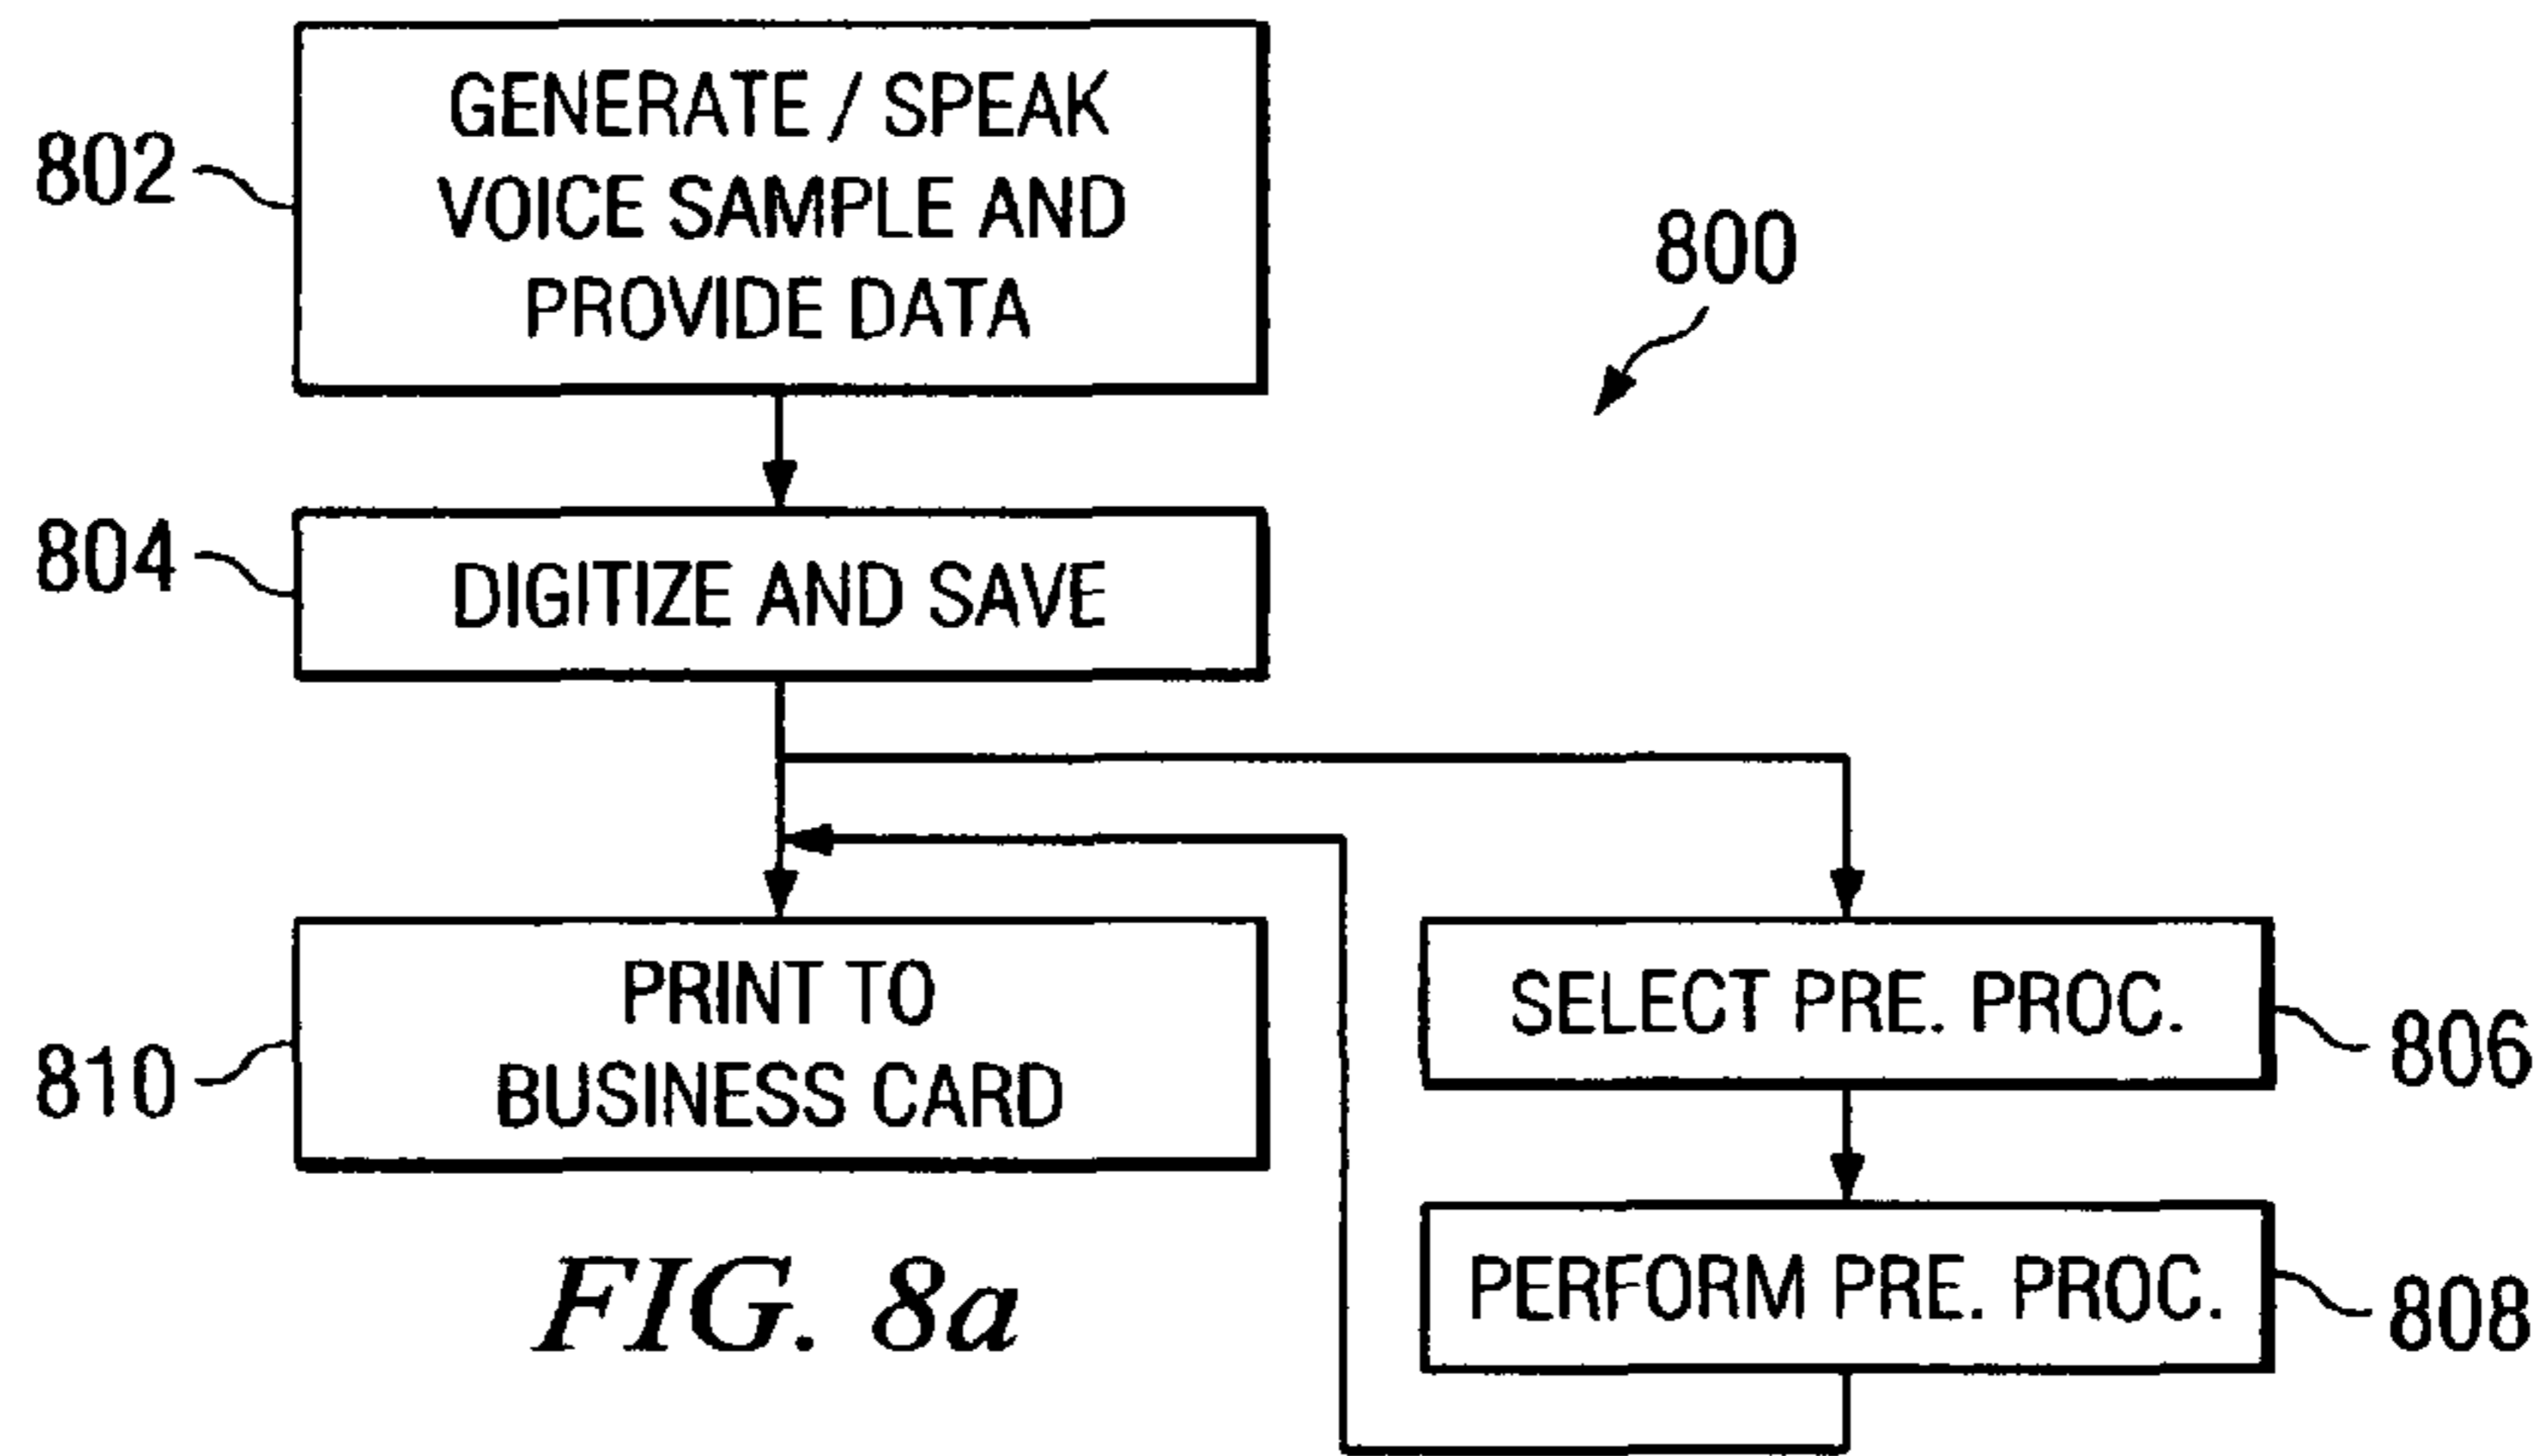 802
GENERATE / SPEAK
VOICE SAMPLE AND
PROVIDE DATA
800
804
DIGITIZE AND SAVE
810
PRINT TO
BUSINESS CARD
SELECT PRE. PROC.
806
PERFORM PRE. PROC.
808
FIG. 8a